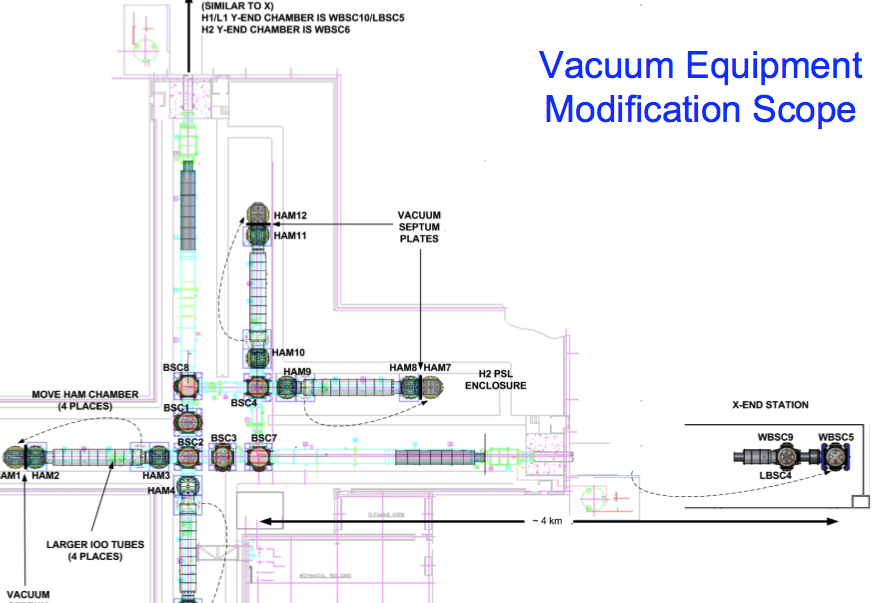 (SIMILAR TO X)
H1/L1 Y-END CHAMBER IS WBSC10/LBSC5
H2 Y-END CHAMBER IS WBSC6
Vacuum Equipment
Modification Scope
HAM12
HAM11
VACUUM
SEPTUM
PLATES
HAM10
BSC8
HAM9
HAM8
HAM7
H2 PSL
ENCLOSURE
BSC4
MOVE HAM CHAMBER
(4 PLACES)
BSC1
X-END STATION
BSC2
BSC3
BSC7
WBSC9
WBSC5
AM1
HAM2
HAM3
LBSC4
HAM4
~ 4 km
LARGER IOO TUBES
(4 PLACES)
MECHANICAL BUILDING
VACUUM